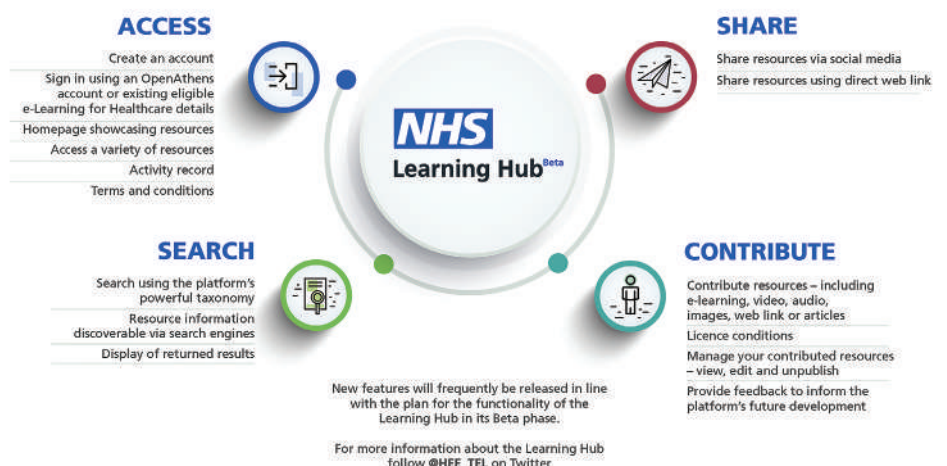 ACCESS
Create an account
Sign in using an OpenAthens
account or existing eligible
e-Learning for Healthcare details
Homepage showcasing resources
Access a variety of resources
Activity record
Terms and conditions
NHS
Learning Hub Beta
SHARE
Share resources via social media
Share resources using direct web link
SEARCH
Search using the platform's
powerful taxonomy
Resource information
discoverable via search engines
Display of returned results
CONTRIBUTE
Contribute resources – including
e-learning, video, audio,
images, web link or articles
Licence conditions
Manage your contributed resources
– view, edit and unpublish
Provide feedback to inform the
platform's future development
New features will frequently be released in line
with the plan for the functionality of the
Learning Hub in its Beta phase.
For more information about the Learning Hub
follow @HEE_TEL on Twitter